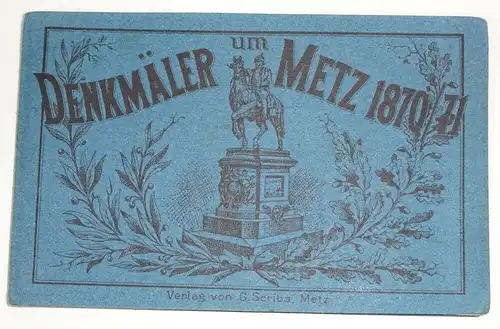 DENKMÄLER um METZ 1870/71
Verlag von G. Scriba, Metz